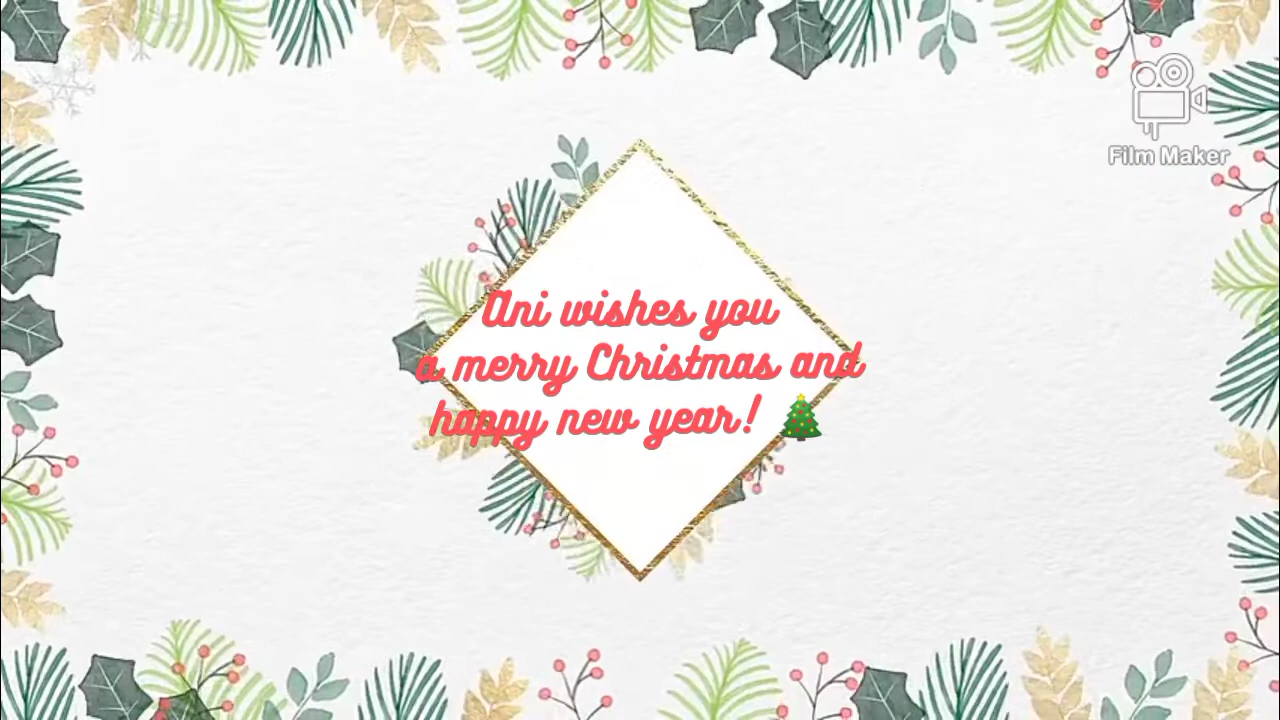 Film Maker
Ani wishes you
a merry Christmas and
happy new year! 🎄